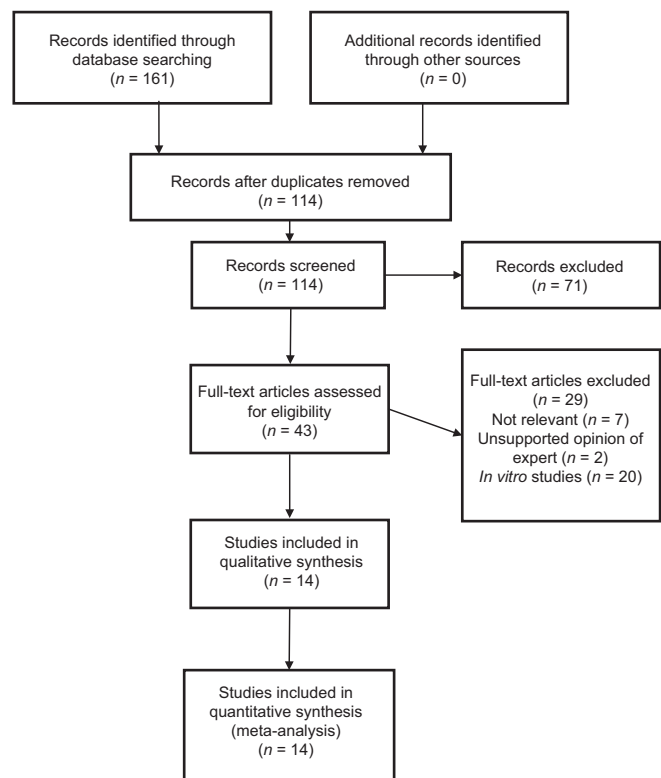 Records identified through
database searching
(n = 161)
Additional records identified
through other sources
(n = 0)
Records after duplicates removed
(n = 114)
Records screened
(n = 114)
Records excluded
(n = 71)
Full-text articles assessed
for eligibility
(n = 43)
Full-text articles excluded
(n = 29)
Not relevant (n = 7)
Unsupported opinion of
expert (n = 2)
In vitro studies (n = 20)
Studies included in
qualitative synthesis
(n = 14)
Studies included in
quantitative synthesis
(meta-analysis)
(n = 14)